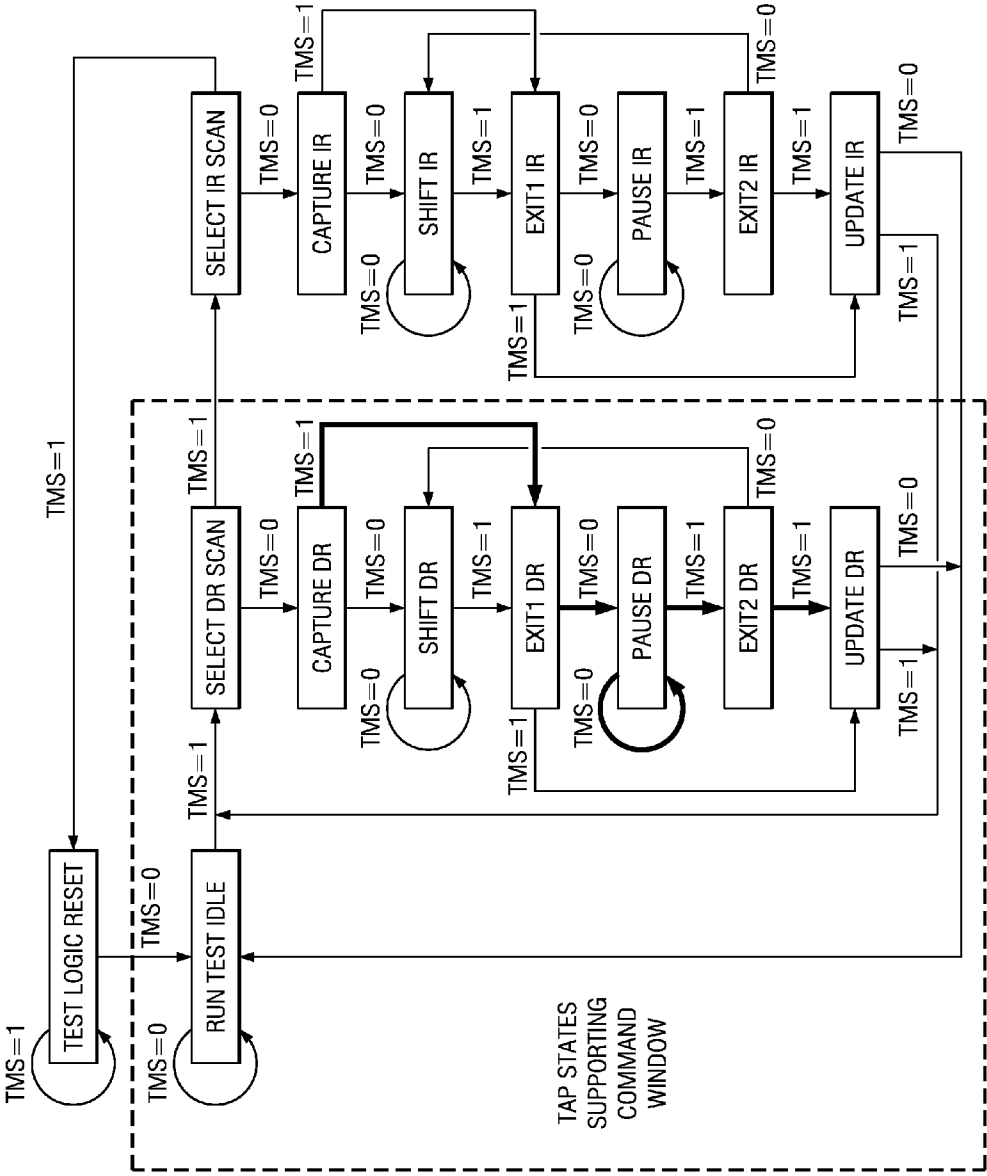 TMS=1
TMS=1
TEST LOGIC RESET
TMS=0
TMS=0
TMS=1
TMS=1
RUN TEST IDLE
SELECT DR SCAN
SELECT IR SCAN
TMS=0
TMS=0
TMS=1
TMS=1
CAPTURE DR
CAPTURE IR
TMS=0
TMS=0
TMS=0
TMS=0
SHIFT DR
SHIFT IR
TMS=1
TMS=1
TMS=1
TMS=1
EXIT1 DR
EXIT1 IR
TMS=0
TMS=0
TMS=0
TMS=0
TAP STATES
SUPPORTING
COMMAND
WINDOW
PAUSE DR
PAUSE IR
TMS=1
TMS=1
EXIT2 DR
EXIT2 IR
TMS=0
TMS=0
TMS=1
TMS=1
UPDATE DR
UPDATE IR
TMS=1
TMS=0
TMS=1
TMS=0